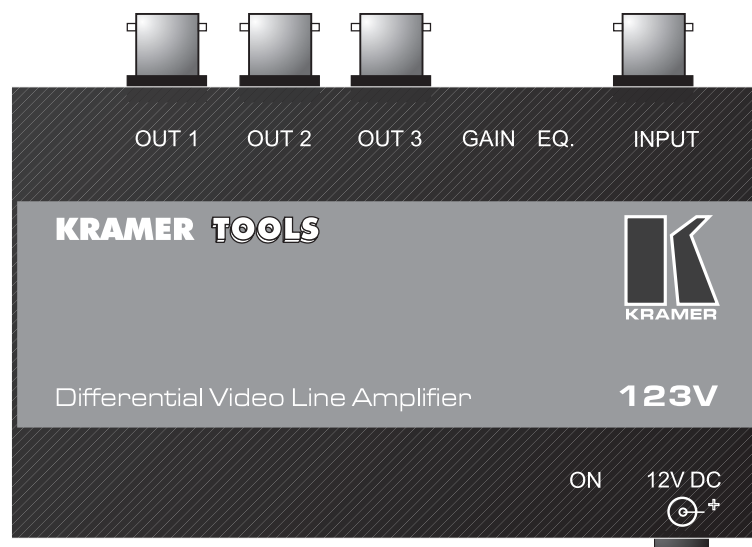 OUT 1 OUT 2 OUT 3 GAIN EQ. INPUT
KRAMER TOOLS
KRAMER
Differential Video Line Amplifier 123V
ON 12V DC
+